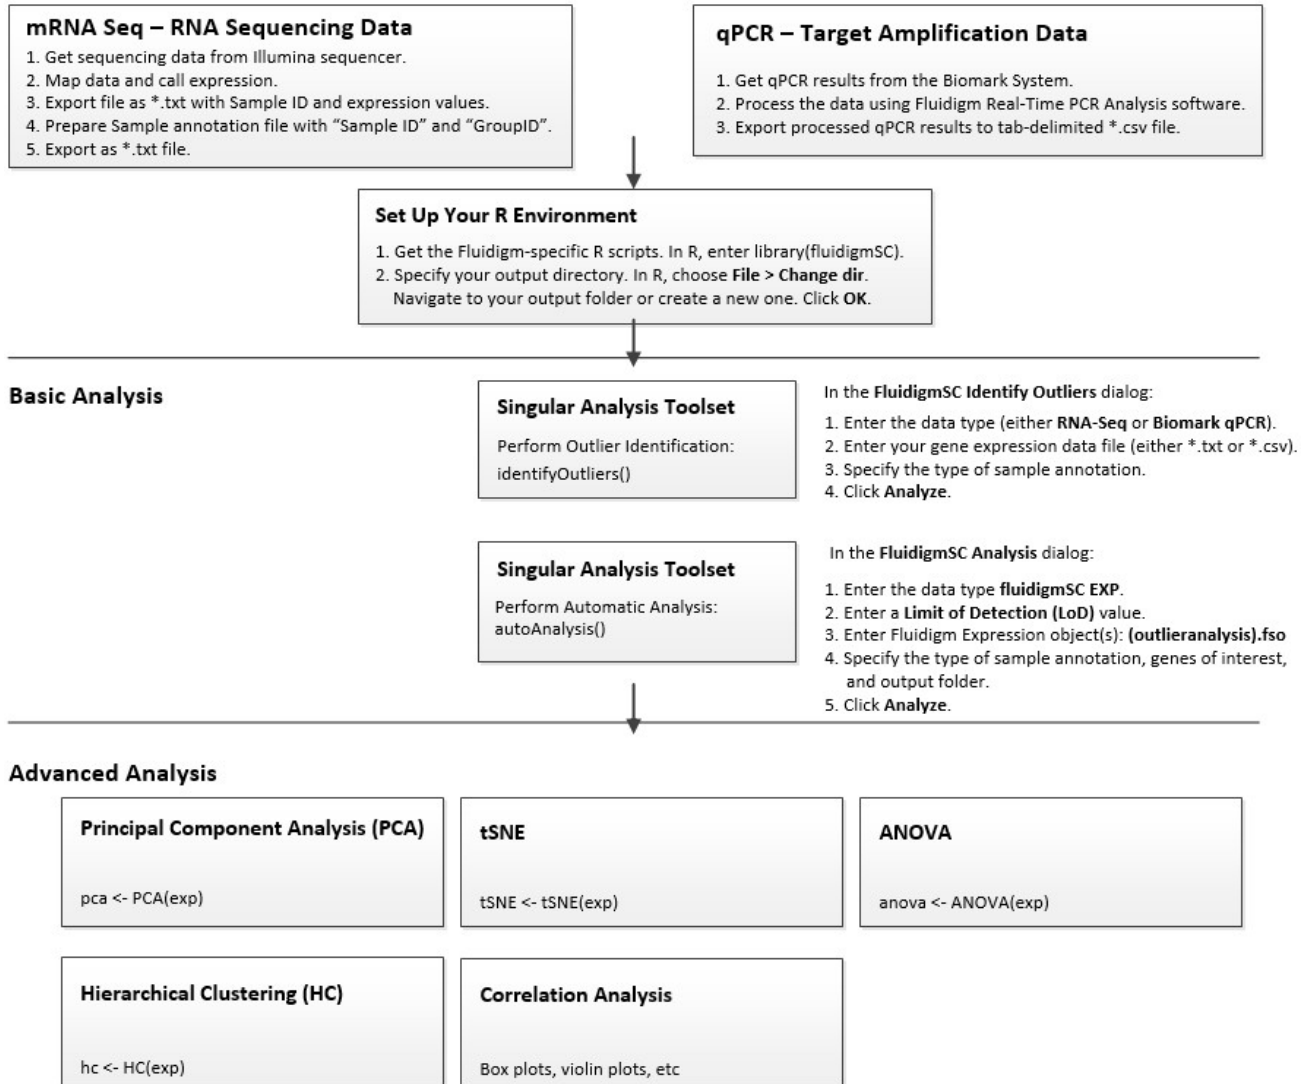 mRNA Seq – RNA Sequencing Data
1. Get sequencing data from Illumina sequencer.
2. Map data and call expression.
3. Export file as *.txt with Sample ID and expression values.
4. Prepare Sample annotation file with “Sample ID” and “GroupID”.
5. Export as *.txt file.
qPCR – Target Amplification Data
1. Get qPCR results from the Biomark System.
2. Process the data using Fluidigm Real-Time PCR Analysis software.
3. Export processed qPCR results to tab-delimited *.csv file.
Set Up Your R Environment
1. Get the Fluidigm-specific R scripts. In R, enter library(fluidigmSC).
2. Specify your output directory. In R, choose File > Change dir.
Navigate to your output folder or create a new one. Click OK.
Basic Analysis
Singular Analysis Toolset
Perform Outlier Identification:
identifyOutliers()
In the FluidigmSC Identify Outliers dialog:
1. Enter the data type (either RNA-Seq or Biomark qPCR).
2. Enter your gene expression data file (either *.txt or *.csv).
3. Specify the type of sample annotation.
4. Click Analyze.
Singular Analysis Toolset
Perform Automatic Analysis:
autoAnalysis()
In the FluidigmSC Analysis dialog:
1. Enter the data type fluidigmSC EXP.
2. Enter a Limit of Detection (LoD) value.
3. Enter Fluidigm Expression object(s): (outlieranalysis).fso
4. Specify the type of sample annotation, genes of interest,
and output folder.
5. Click Analyze.
Advanced Analysis
Principal Component Analysis (PCA)
pca <- PCA(exp)
tSNE
tSNE <- tSNE(exp)
ANOVA
anova <- ANOVA(exp)
Hierarchical Clustering (HC)
hc <- HC(exp)
Correlation Analysis
Box plots, violin plots, etc